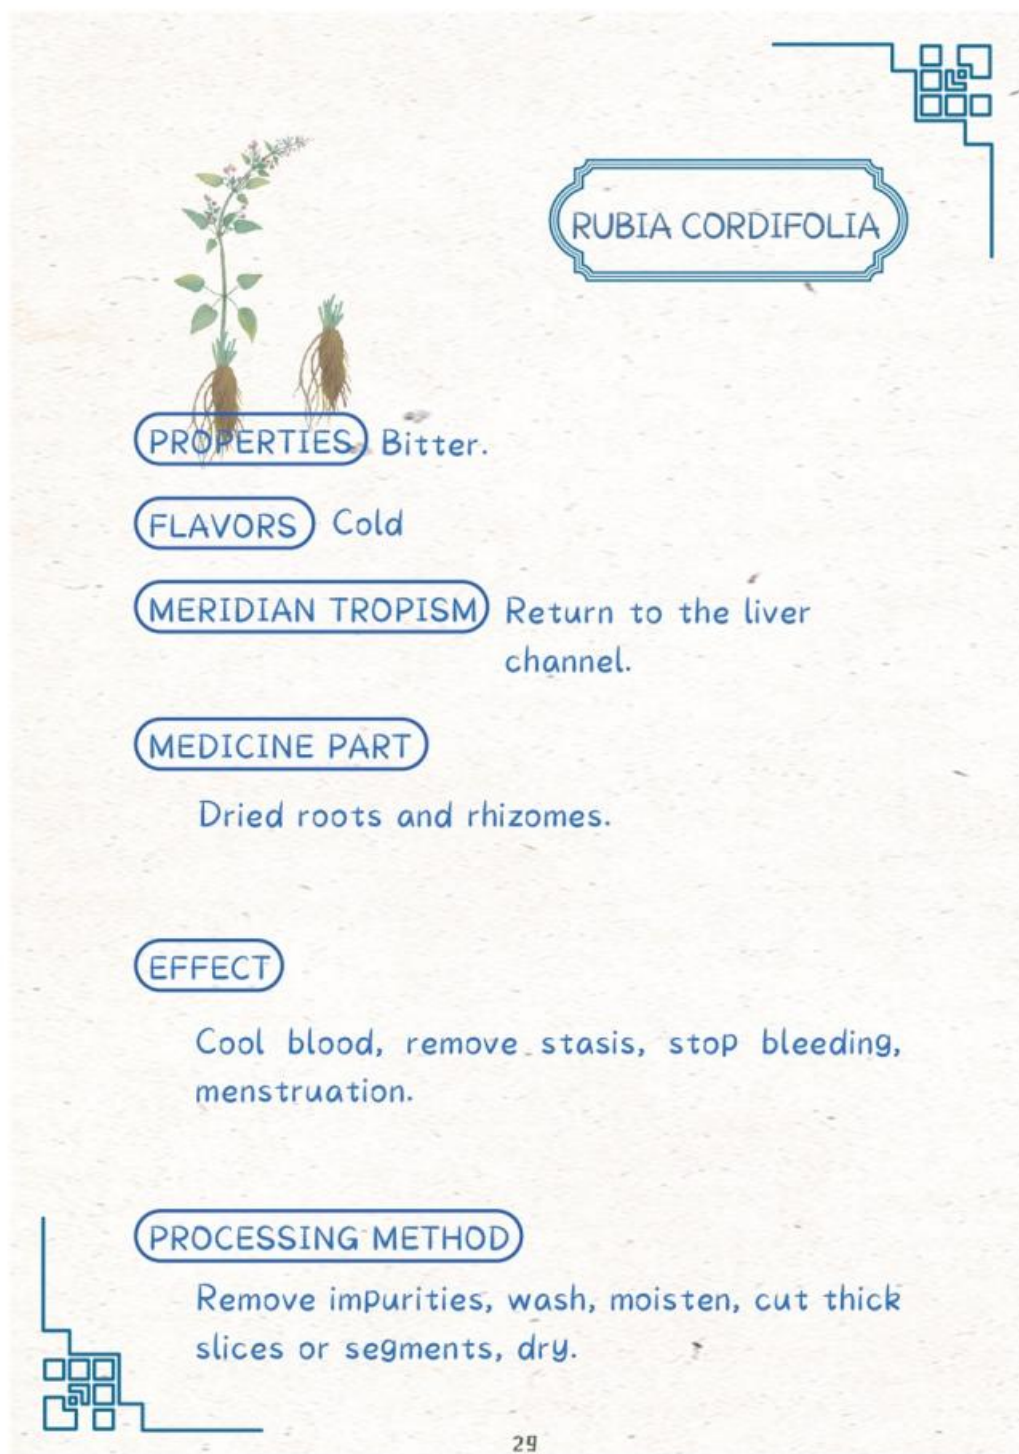 RUBIA CORDIFOLIA
PROPERTIES Bitter.
FLAVORS Cold
MERIDIAN TROPISM Return to the liver
channel.
MEDICINE PART
Dried roots and rhizomes.
EFFECT
Cool blood, remove stasis, stop bleeding,
menstruation.
PROCESSING METHOD
Remove impurities, wash, moisten, cut thick
slices or segments, dry.
29